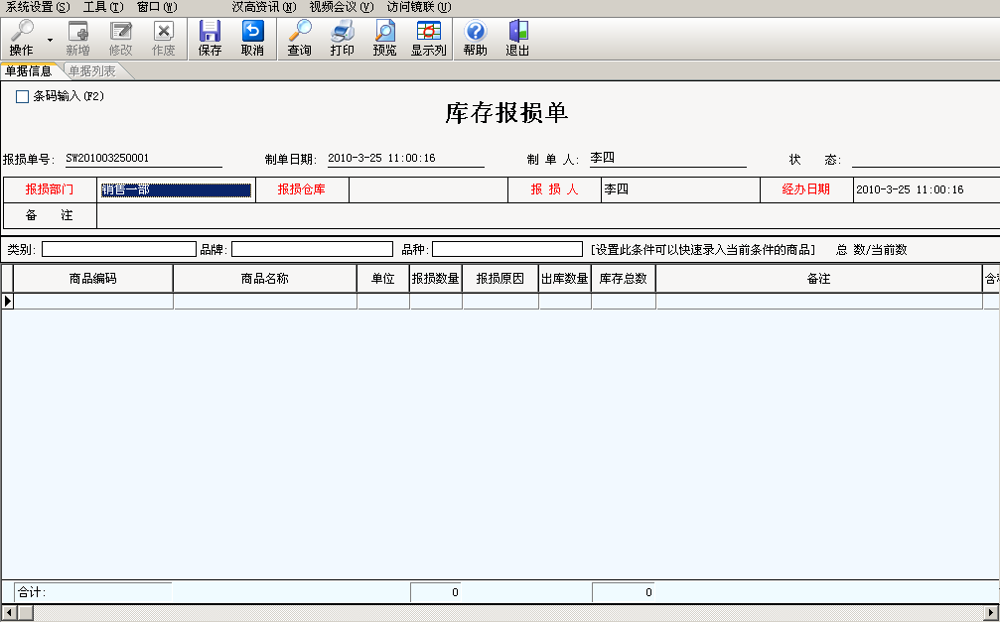 系统设置(S) 工具(T) 窗口(W) 汉高资讯(N) 视频会议(V) 访问镜联(U)
操作 新增 修改 作废 保存 取消 查询 打印 预览 显示列 帮助 退出
单据信息 单据列表
条码输入(F2)
库存报损单
报损单号: SW201003250001 制单日期: 2010-3-25 11:00:16 制 单 人: 李四 状 态:
报损部门 销售一部 报损仓库 报 损 人 李四 经办日期 2010-3-25 11:00:16
备 注
类别: 品牌: 品种: [设置此条件可以快速录入当前条件的商品] 总 数/当前数
商品编码 商品名称 单位 报损数量 报损原因 出库数量 库存总数 备注
合计: 0 0